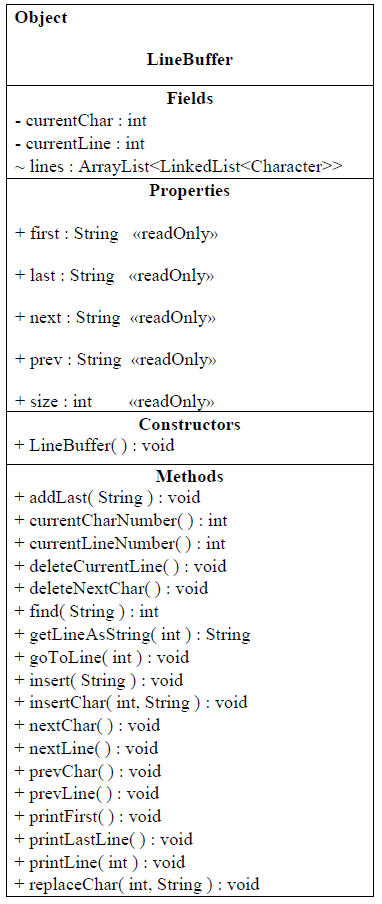 Object
LineBuffer
Fields
- currentChar : int
- currentLine : int
~ lines : ArrayList<LinkedList<Character>>
Properties
+ first : String «readOnly»
+ last : String «readOnly»
+ next : String «readOnly»
+ prev : String «readOnly»
+ size : int «readOnly»
Constructors
+ LineBuffer( ) : void
Methods
+ addLast( String ) : void
+ currentCharNumber( ) : int
+ currentLineNumber( ) : int
+ deleteCurrentLine( ) : void
+ deleteNextChar( ) : void
+ find( String ) : int
+ getLineAsString( int ) : String
+ goToLine( int ) : void
+ insert( String ) : void
+ insertChar( int, String ) : void
+ nextChar( ) : void
+ nextLine( ) : void
+ prevChar( ) : void
+ prevLine( ) : void
+ printFirst( ) : void
+ printLastLine( ) : void
+ printLine( int ) : void
+ replaceChar( int, String ) : void